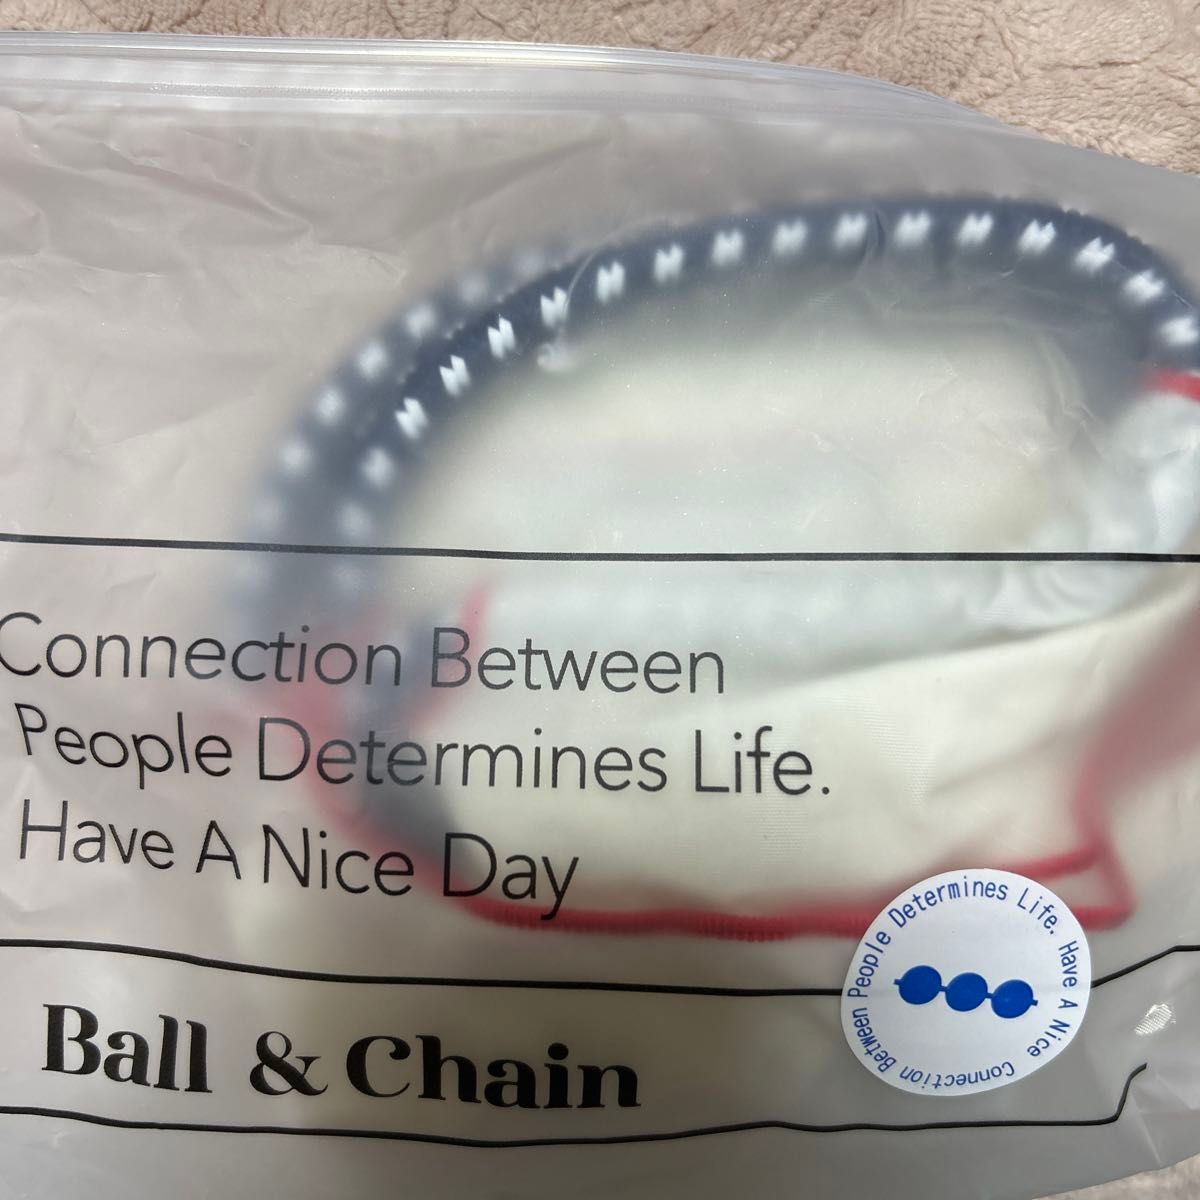 Connection Between
People Determines Life.
Have A Nice Day
Ball & Chain
Connection Between People Determines Life. Have A Nice